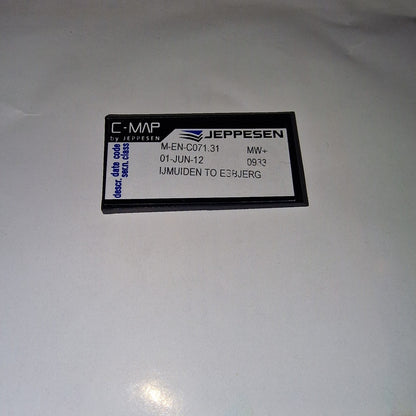 C-MAP
by JEPPESEN
JEPPESEN
descr. date code
secn. class
M-EN-C071.31 MW+
01-JUN-12 0933
IJMUIDEN TO ESBJERG